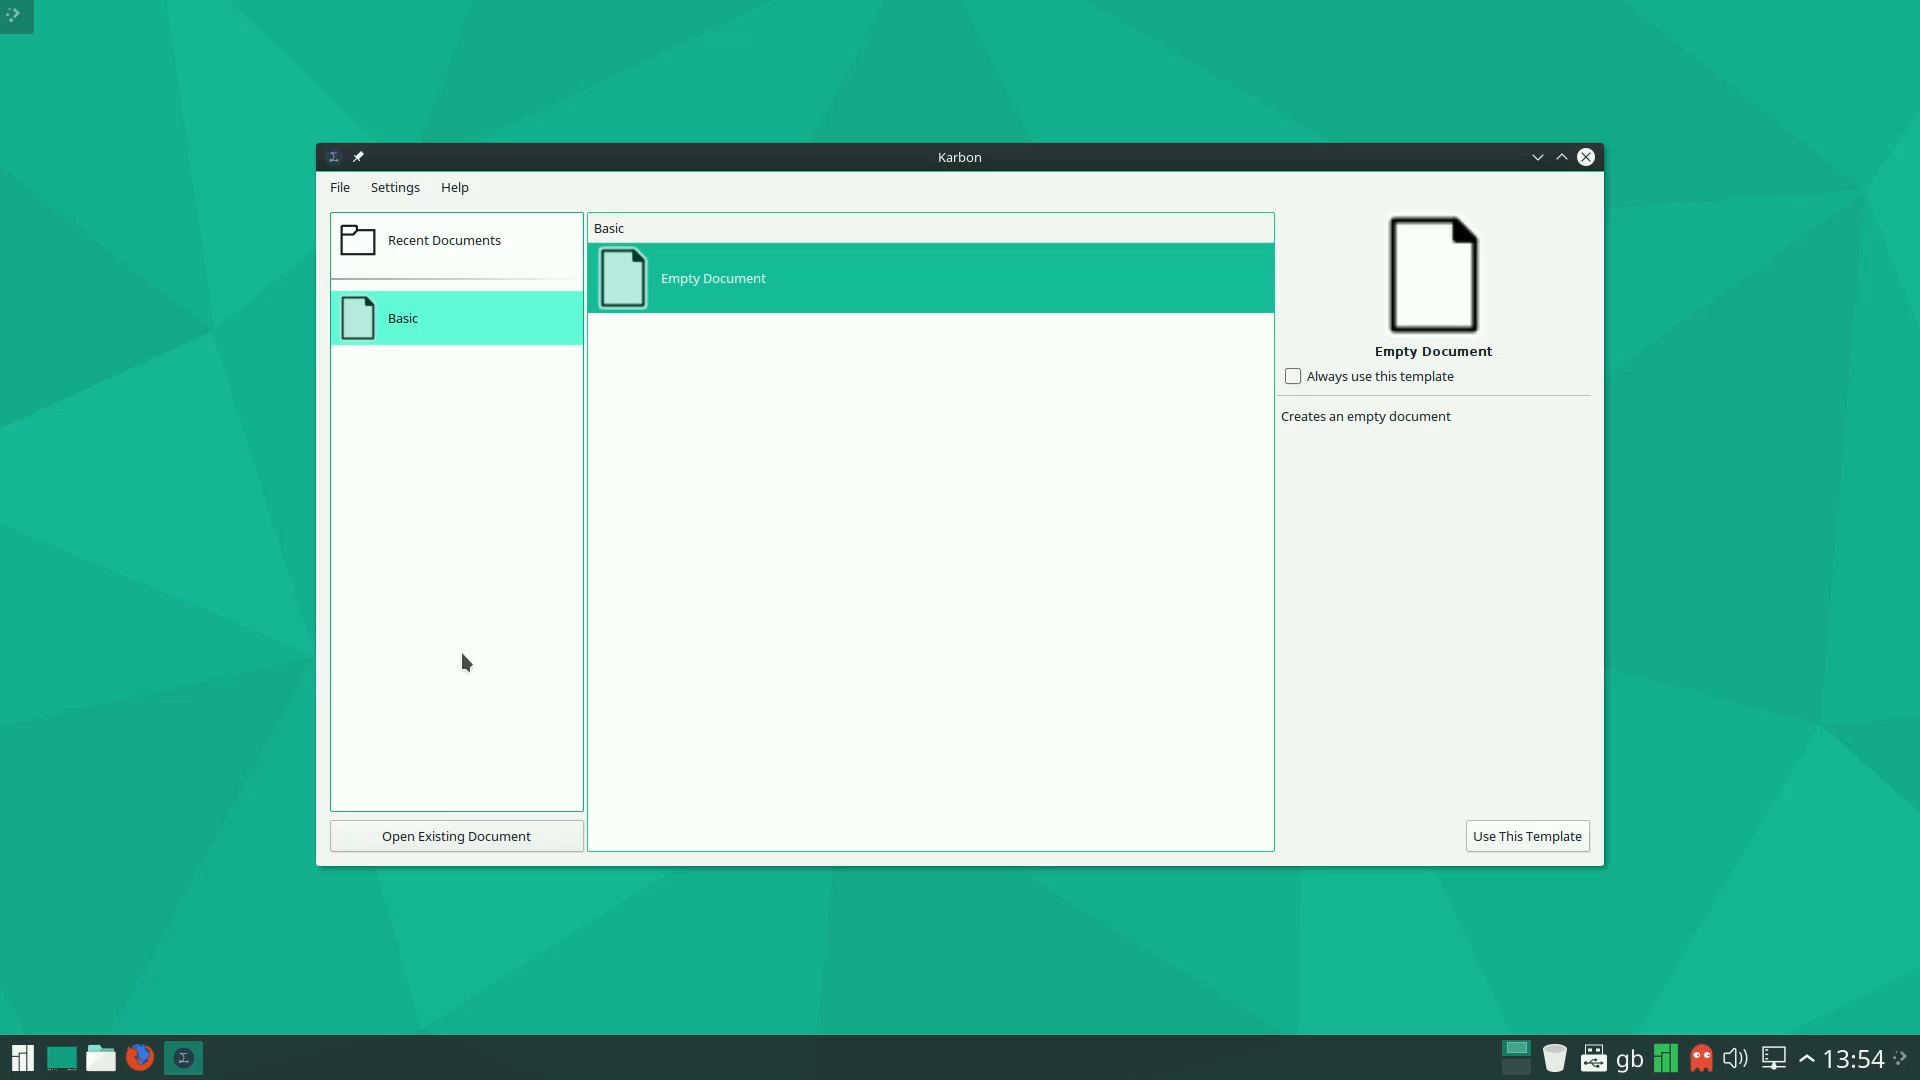 Karbon
File Settings Help
Recent Documents
Basic
Basic
Empty Document
Empty Document
Always use this template
Creates an empty document
Open Existing Document
Use This Template
gb
13:54